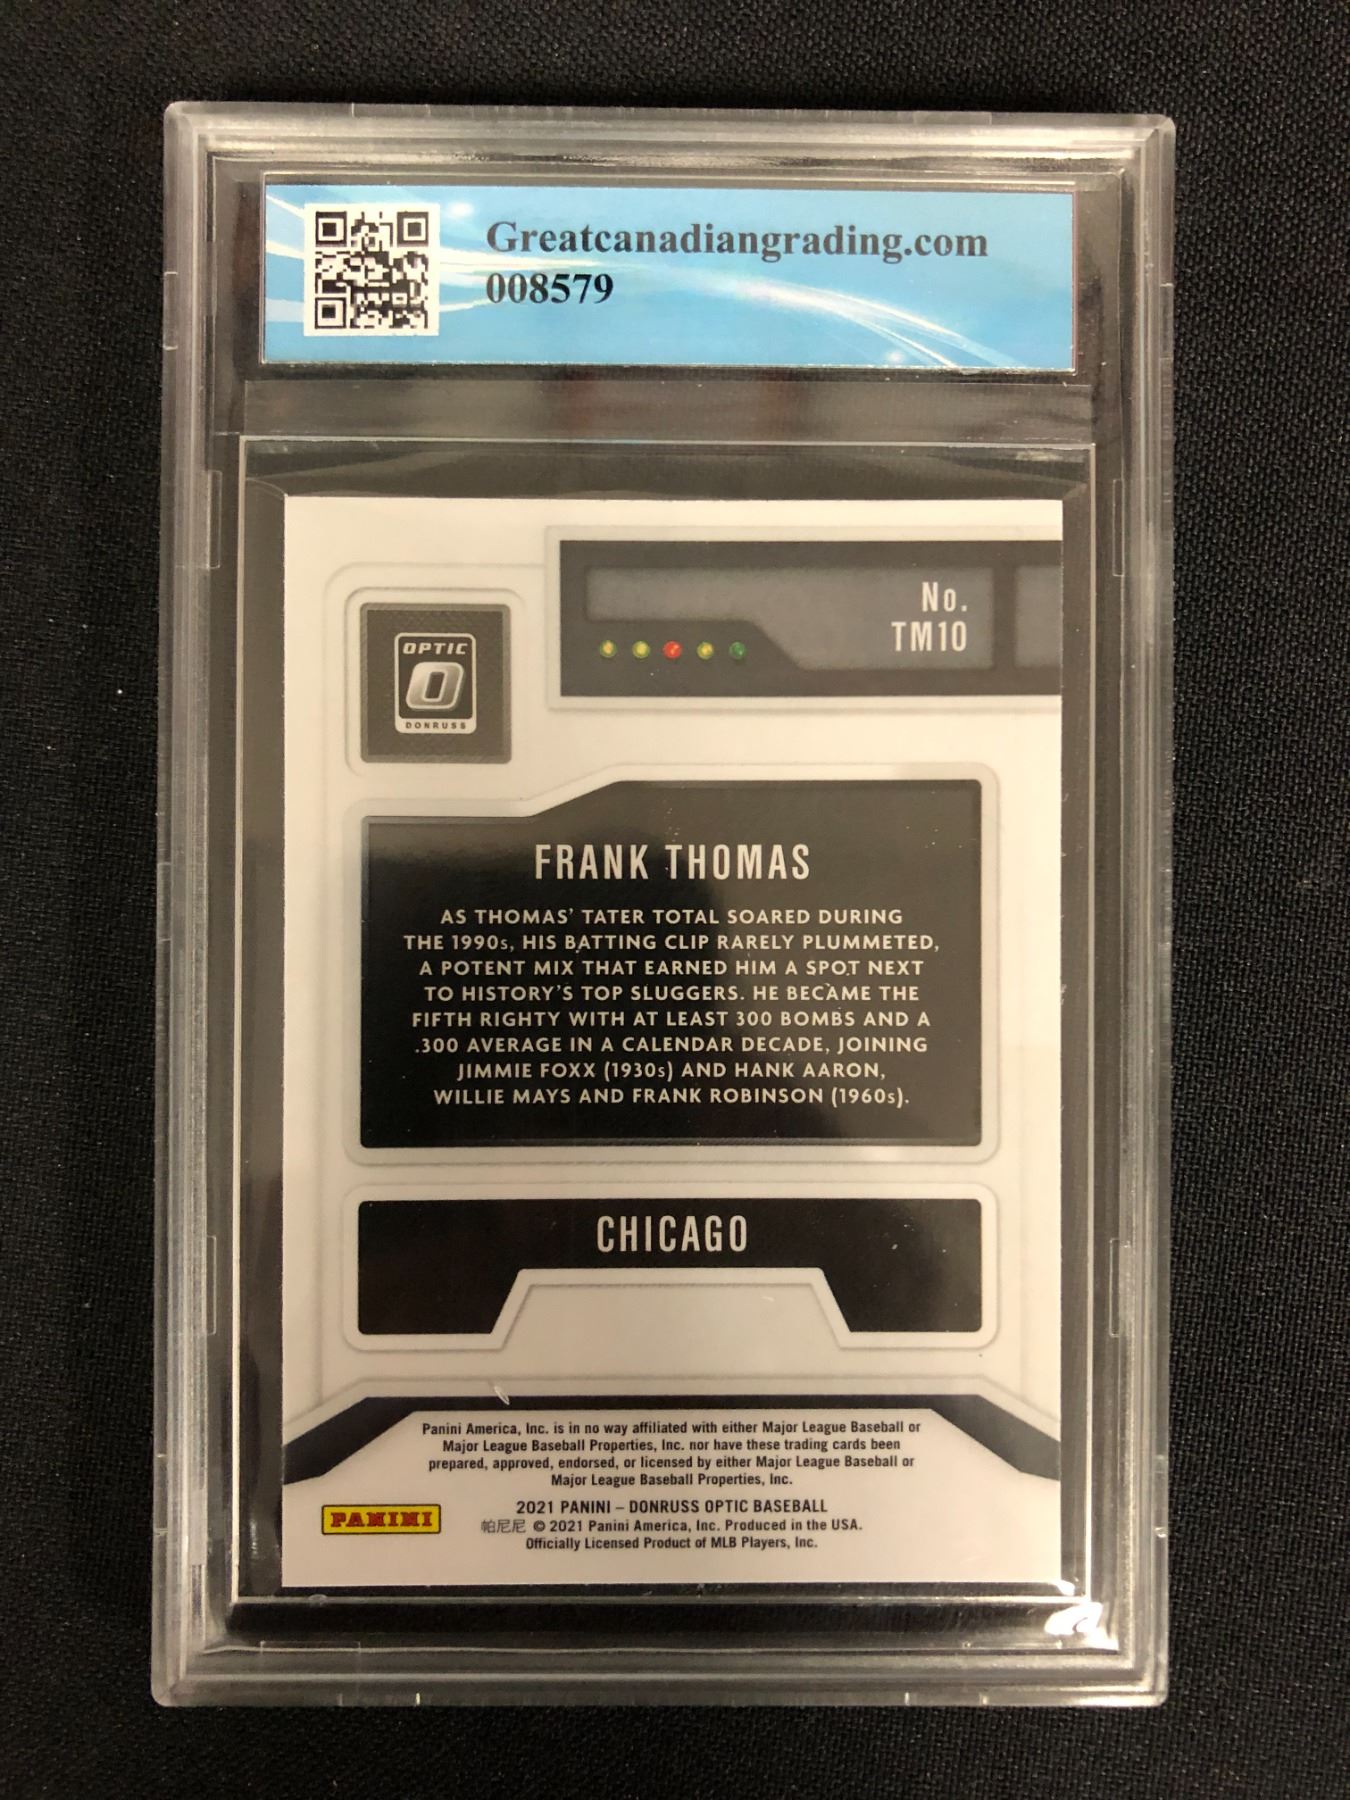 Greatcanadiangrading.com
008579
No.
TM10
OPTIC
O
DONRUSS
FRANK THOMAS
AS THOMAS' TATER TOTAL SOARED DURING
THE 1990s, HIS BATTING CLIP RARELY PLUMMETED,
A POTENT MIX THAT EARNED HIM A SPOT NEXT
TO HISTORY'S TOP SLUGGERS. HE BECAME THE
FIFTH RIGHTY WITH AT LEAST 300 BOMBS AND A
.300 AVERAGE IN A CALENDAR DECADE, JOINING
JIMMIE FOXX (1930s) AND HANK AARON,
WILLIE MAYS AND FRANK ROBINSON (1960s).
CHICAGO
Panini America, Inc. is in no way affiliated with either Major League Baseball or
Major League Baseball Properties, Inc. nor have these trading cards been
prepared, approved, endorsed, or licensed by either Major League Baseball or
Major League Baseball Properties, Inc.
PANINI
2021 PANINI – DONRUSS OPTIC BASEBALL
帕尼尼 © 2021 Panini America, Inc. Produced in the USA.
Officially Licensed Product of MLB Players, Inc.